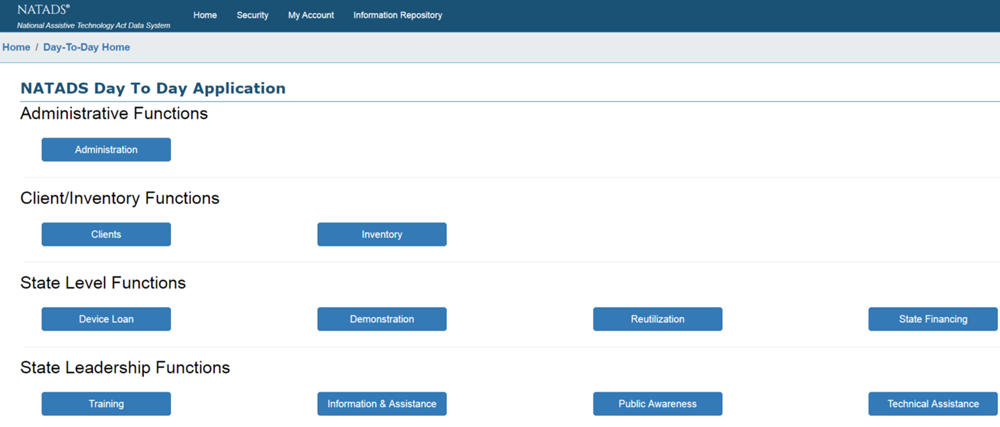 NATADS®
National Assistive Technology Act Data System
Home Security My Account Information Repository
Home / Day-To-Day Home
NATADS Day To Day Application
Administrative Functions
Administration
Client/Inventory Functions
Clients Inventory
State Level Functions
Device Loan Demonstration Reutilization State Financing
State Leadership Functions
Training Information & Assistance Public Awareness Technical Assistance